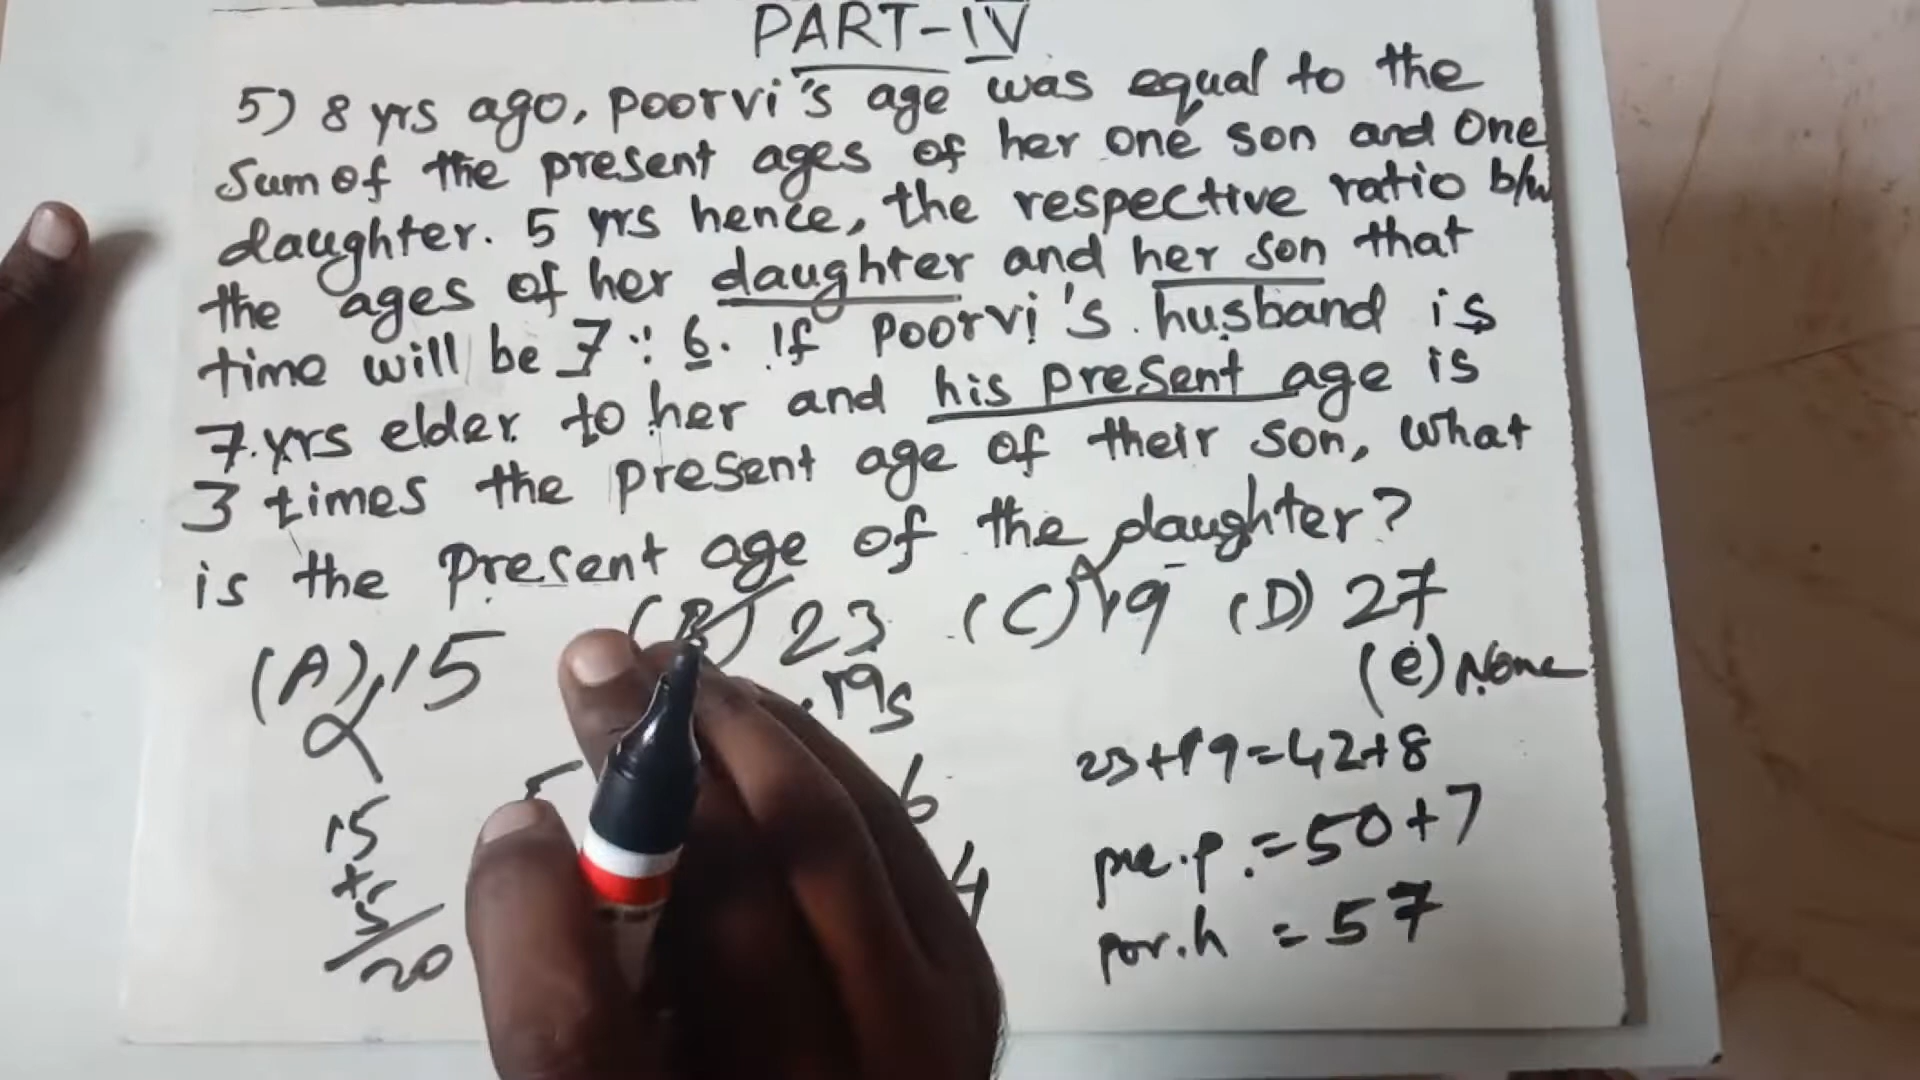 PART-IV
5) 8 yrs ago, poorvi's age was equal to the
sum of the present ages of her one son and one
daughter. 5 yrs hence, the respective ratio b/w
the ages of her daughter and her son that
time will be 7:6. If poorvi's husband is
7 yrs elder to her and his present age is
3 times the present age of their son, what
is the present age of the daughter?
(A) 15 (B) 23 (C) 19 (D) 27
(e) None
19s
15
+5
20
5
6
4
23+19=42+8
pre.p.=50+7
por.h = 57